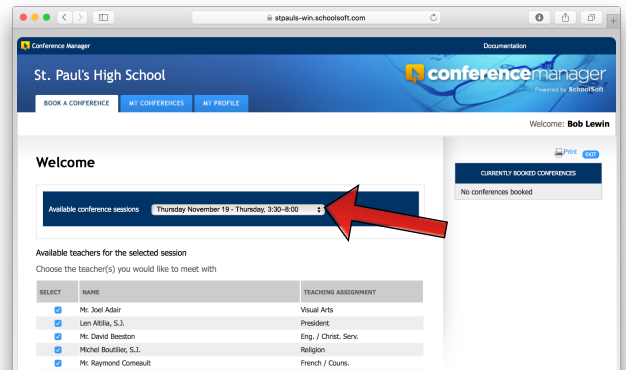 stpauls-win.schoolsoft.com
Conference Manager
Documentation
St. Paul's High School
conferencemanager
Powered by SchoolSoft
BOOK A CONFERENCE
MY CONFERENCES
MY PROFILE
Welcome: Bob Lewin
Print
EXIT
Welcome
CURRENTLY BOOKED CONFERENCES
No conferences booked
Available conference sessions
Thursday November 19 - Thursday, 3:30--8:00
Available teachers for the selected session
Choose the teacher(s) you would like to meet with
SELECT NAME TEACHING ASSIGNMENT
Mr. Joel Adair Visual Arts
Len Altilia, S.J. President
Mr. David Beeston Eng. / Christ. Serv.
Michel Boutilier, S.J. Religion
Mr. Raymond Comeault French / Couns.